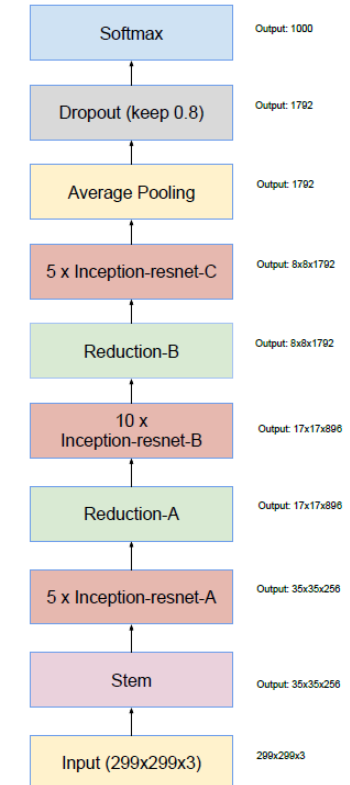 Softmax
Output: 1000
Dropout (keep 0.8)
Output: 1792
Average Pooling
Output: 1792
5 x Inception-resnet-C
Output: 8x8x1792
Reduction-B
Output: 8x8x1792
10 x
Inception-resnet-B
Output: 17x17x896
Reduction-A
Output: 17x17x896
5 x Inception-resnet-A
Output: 35x35x256
Stem
Output: 35x35x256
Input (299x299x3)
299x299x3